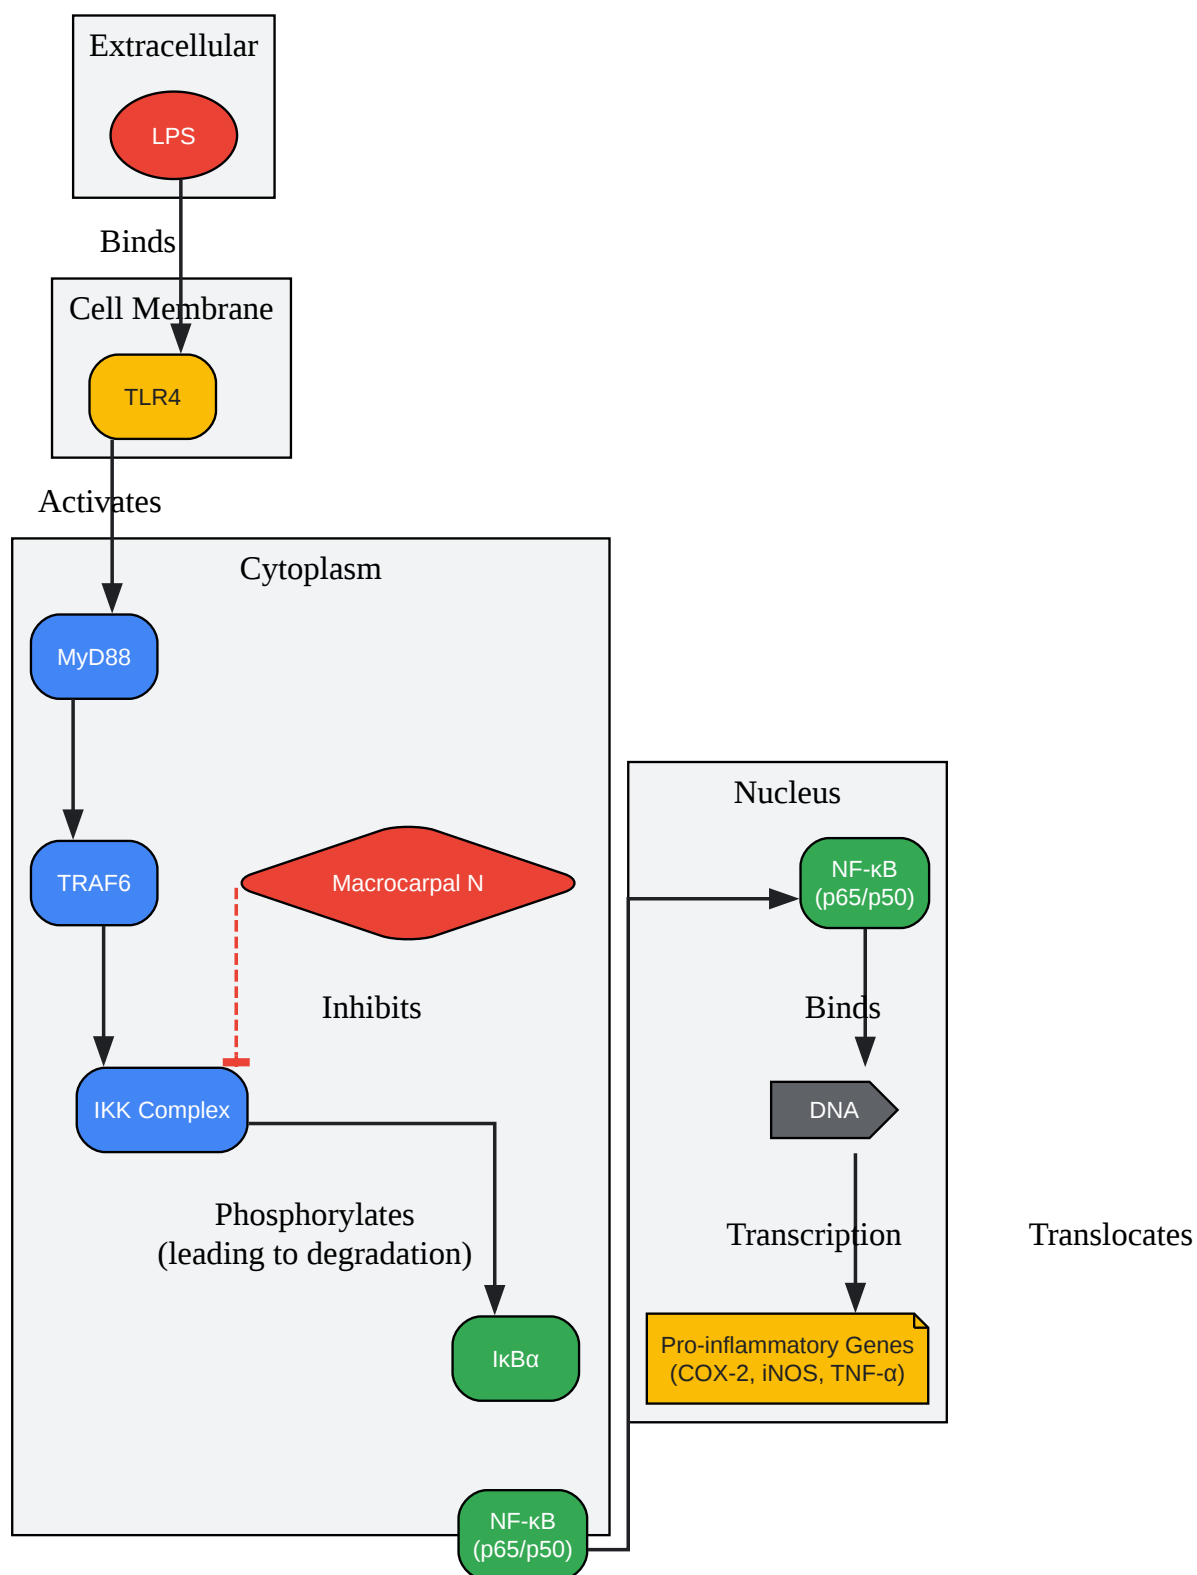 Extracellular
LPS
Binds
Cell Membrane
TLR4
Activates
Cytoplasm
MyD88
TRAF6
Macrocarpal N
Inhibits
IKK Complex
Phosphorylates
(leading to degradation)
IκBα
NF-κB
(p65/p50)
Nucleus
NF-κB
(p65/p50)
Binds
DNA
Transcription
Translocates
Pro-inflammatory Genes
(COX-2, iNOS, TNF-α)